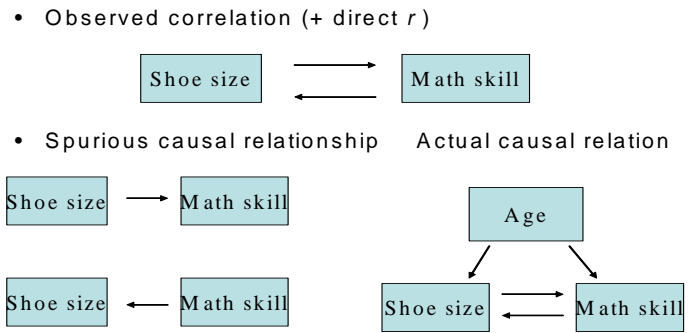 • Observed correlation (+ direct r )
Shoe size Math skill
• Spurious causal relationship Actual causal relation
Shoe size Math skill
Age
Shoe size Math skill
Shoe size Math skill